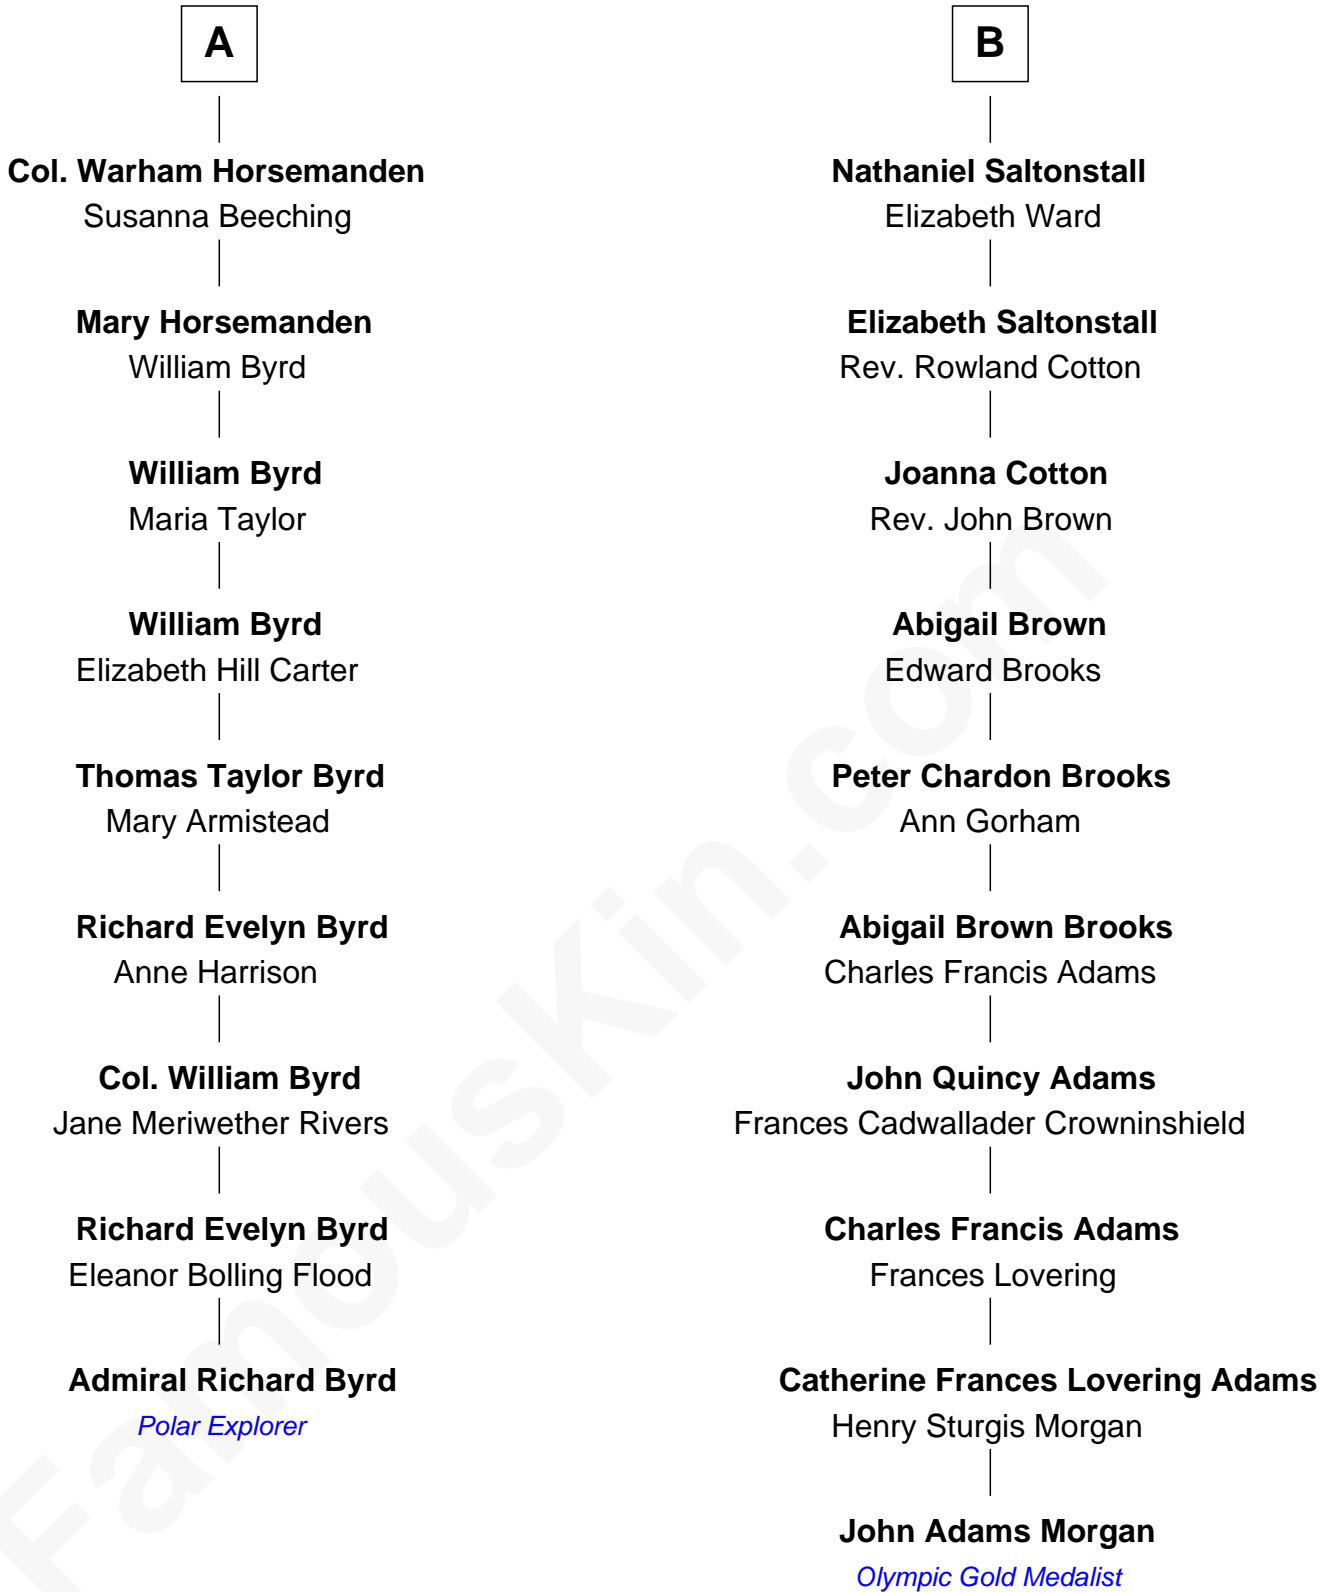 A
Col. Warham Horsemanden
Susanna Beeching
Mary Horsemanden
William Byrd
William Byrd
Maria Taylor
William Byrd
Elizabeth Hill Carter
Thomas Taylor Byrd
Mary Armistead
Richard Evelyn Byrd
Anne Harrison
Col. William Byrd
Jane Meriwether Rivers
Richard Evelyn Byrd
Eleanor Bolling Flood
Admiral Richard Byrd
Polar Explorer
B
Nathaniel Saltonstall
Elizabeth Ward
Elizabeth Saltonstall
Rev. Rowland Cotton
Joanna Cotton
Rev. John Brown
Abigail Brown
Edward Brooks
Peter Chardon Brooks
Ann Gorham
Abigail Brown Brooks
Charles Francis Adams
John Quincy Adams
Frances Cadwallader Crowninshield
Charles Francis Adams
Frances Lovering
Catherine Frances Lovering Adams
Henry Sturgis Morgan
John Adams Morgan
Olympic Gold Medalist
FamousKin.com